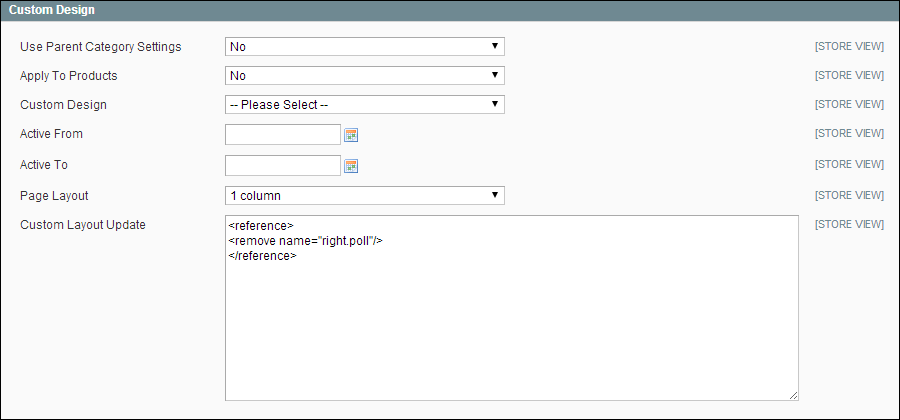 Custom Design
Use Parent Category Settings No [STORE VIEW]
Apply To Products No [STORE VIEW]
Custom Design -- Please Select -- [STORE VIEW]
Active From [STORE VIEW]
Active To [STORE VIEW]
Page Layout 1 column [STORE VIEW]
Custom Layout Update <reference> [STORE VIEW]
<remove name="right.poll"/>
</reference>